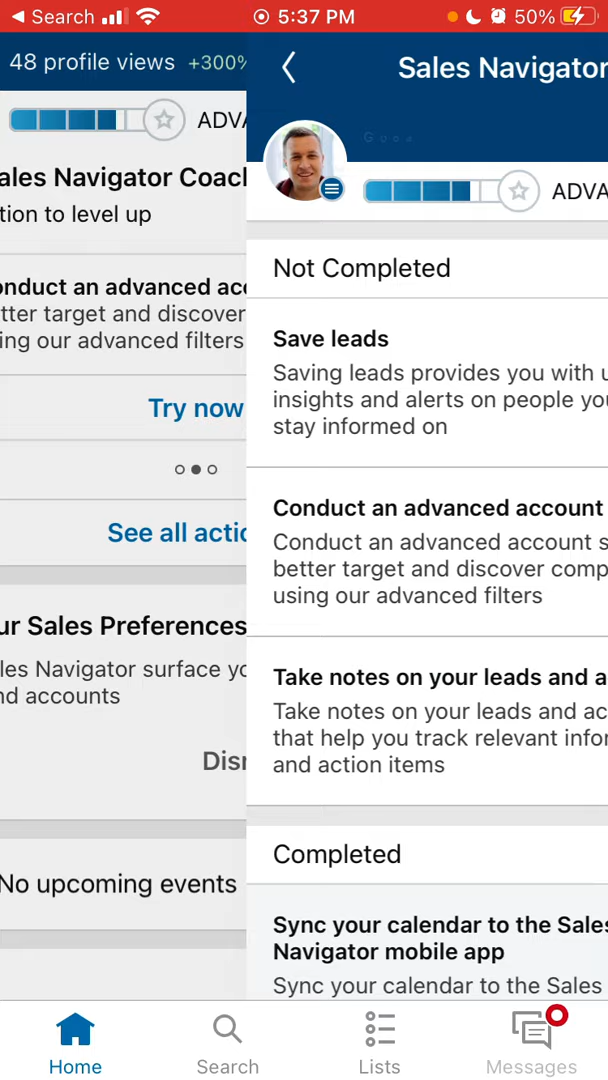 Search
5:37 PM
50%
48 profile views +300%
ADVA
ales Navigator Coach
tion to level up
onduct an advanced acc
tter target and discover
ing our advanced filters
Try now
See all actio
ur Sales Preferences
les Navigator surface yo
nd accounts
Disn
No upcoming events
Sales Navigator
ADVA
Not Completed
Save leads
Saving leads provides you with u
insights and alerts on people you
stay informed on
Conduct an advanced account
Conduct an advanced account s
better target and discover comp
using our advanced filters
Take notes on your leads and a
Take notes on your leads and ac
that help you track relevant infor
and action items
Completed
Sync your calendar to the Sales
Navigator mobile app
Sync your calendar to the Sales
Home
Search
Lists
Messages